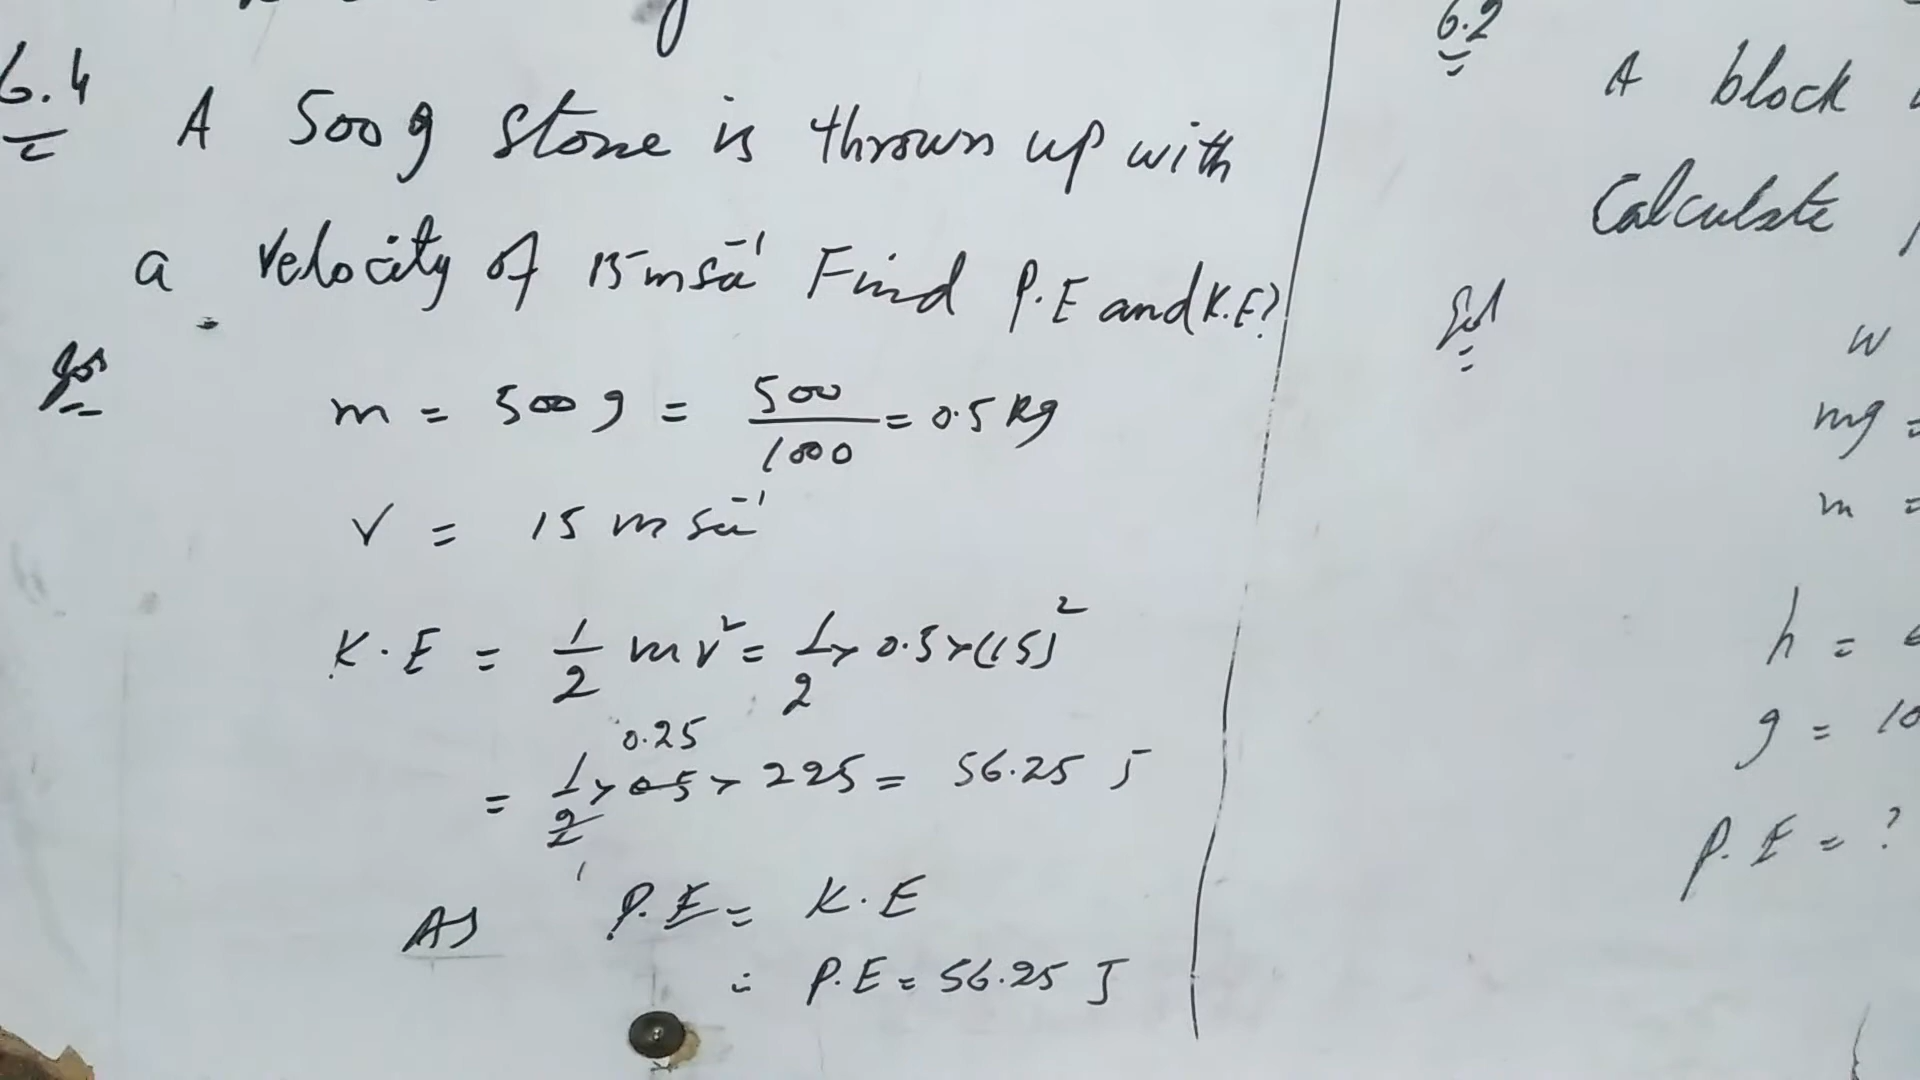 6.4 A 500g stone is thrown up with
a velocity of 15 msec⁻¹ Find P.E and K.E?
Sol
m = 500 g = 500/1000 = 0.5 kg
v = 15 m sec⁻¹
K.E = 1/2 mv² = 1/2 × 0.5 × (15)²
0.25
= 1/2 × 0.5 × 225 = 56.25 J
1
As P.E = K.E
∴ P.E = 56.25 J
6.2
A block
Calculate
Sol
w
mg =
m =
h =
g = 10
P.E = ?